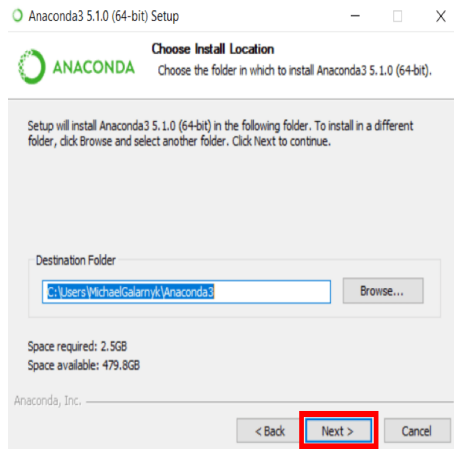 Anaconda3 5.1.0 (64-bit) Setup
Choose Install Location
ANACONDA
Choose the folder in which to install Anaconda3 5.1.0 (64-bit).
Setup will install Anaconda3 5.1.0 (64-bit) in the following folder. To install in a different
folder, click Browse and select another folder. Click Next to continue.
Destination Folder
C:\Users\MichaelGalarnyk\Anaconda3
Browse...
Space required: 2.5GB
Space available: 479.8GB
Anaconda, Inc.
< Back
Next >
Cancel